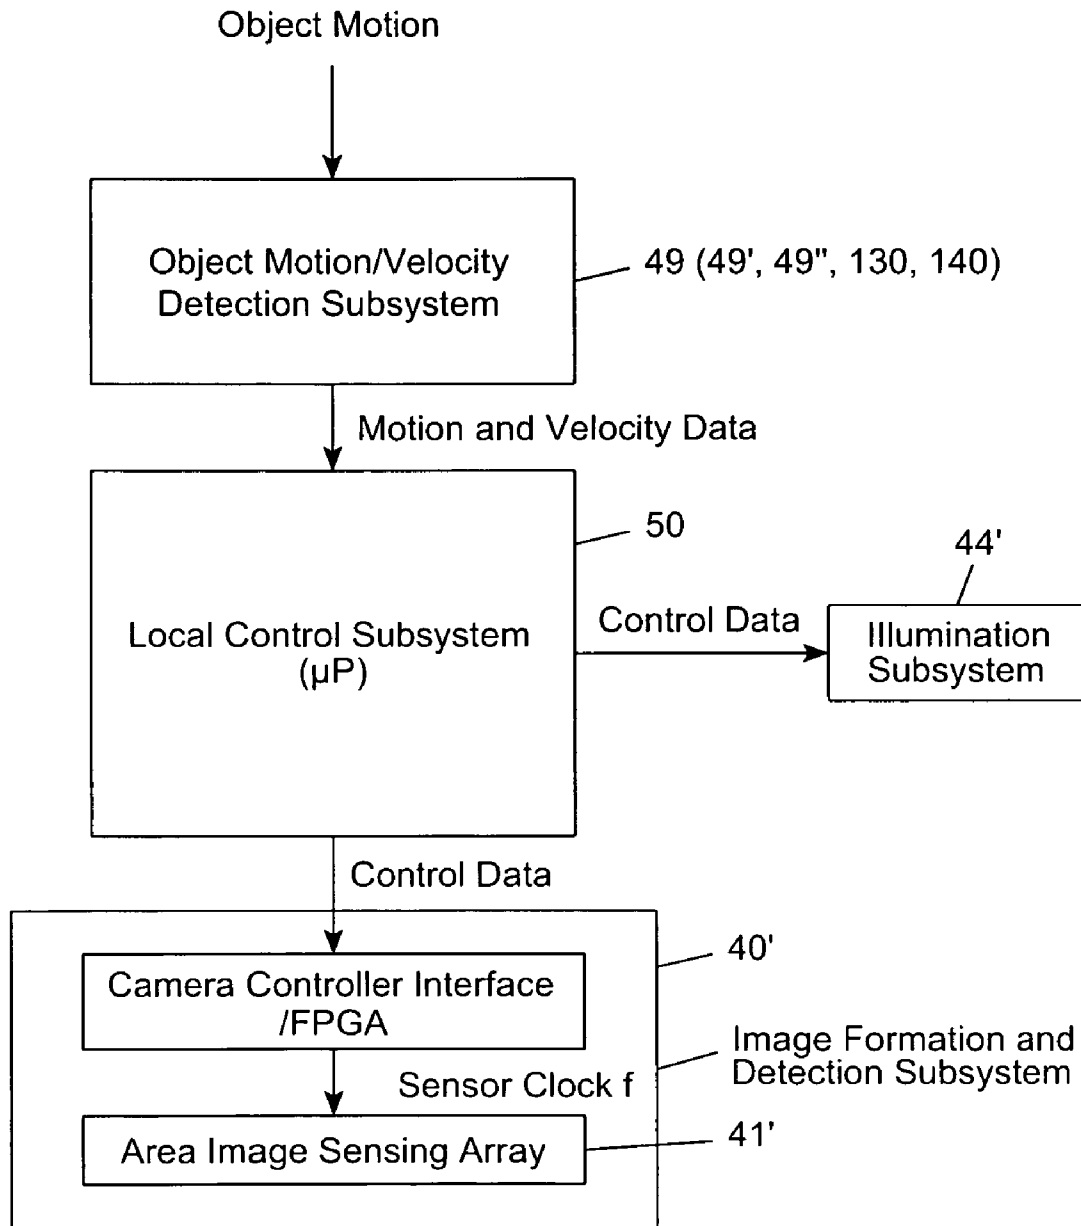 Object Motion
Object Motion/Velocity
Detection Subsystem
49 (49', 49", 130, 140)
Motion and Velocity Data
50
44'
Local Control Subsystem
(µP)
Control Data
Illumination
Subsystem
Control Data
40'
Camera Controller Interface
/FPGA
Image Formation and
Detection Subsystem
Sensor Clock f
Area Image Sensing Array
41'